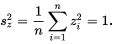 $s_z^2 = \frac{1}{n} \sum_{i=1}^{n} z_i^2 = 1.$